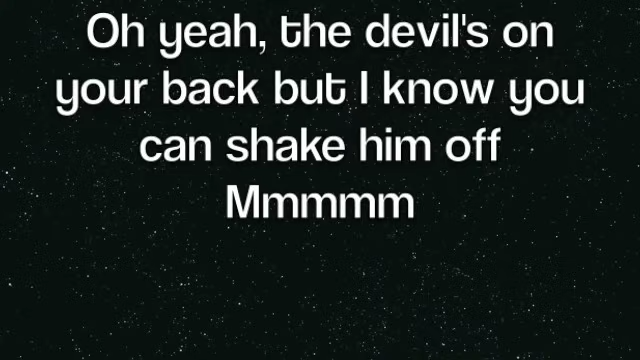 Oh yeah, the devil's on
your back but I know you
can shake him off
Mmmmm